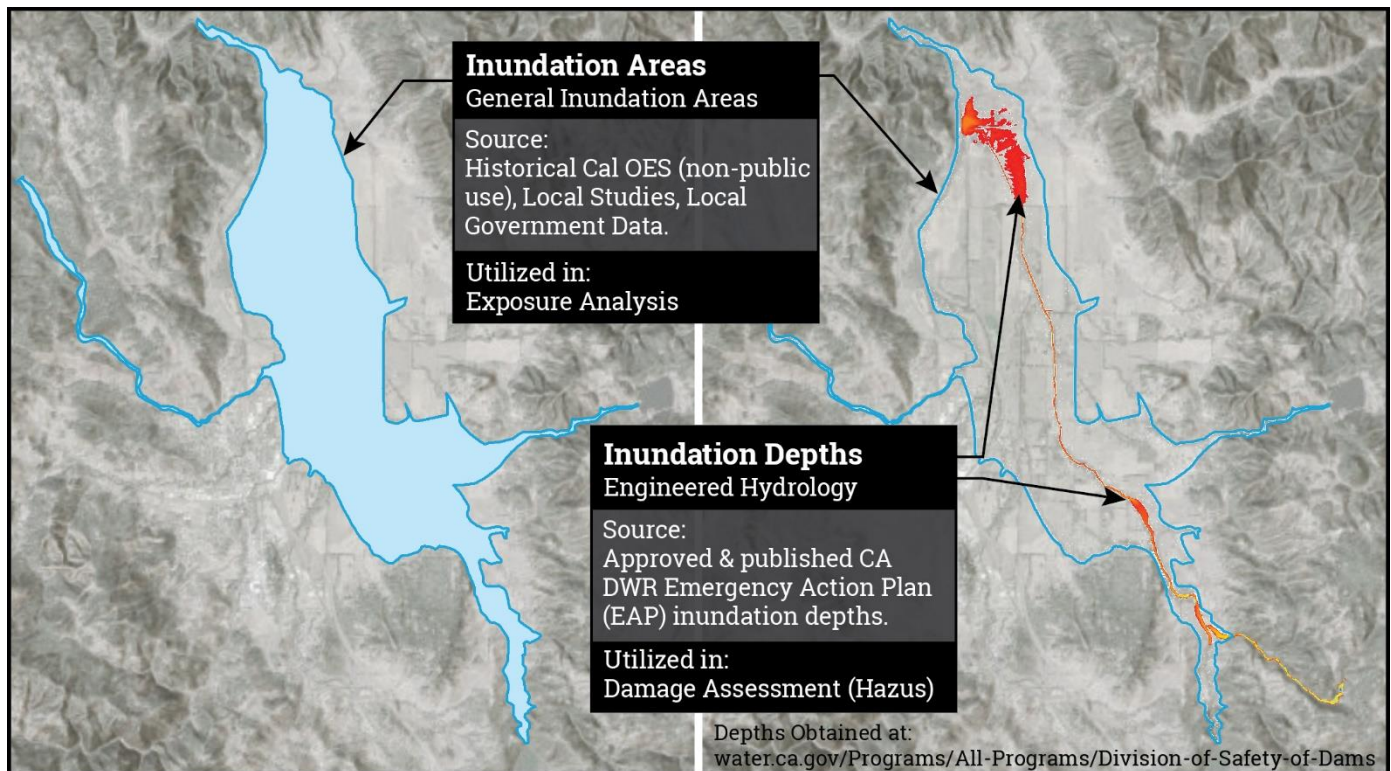 Inundation Areas
General Inundation Areas
Source:
Historical Cal OES (non-public
use), Local Studies, Local
Government Data.
Utilized in:
Exposure Analysis
Inundation Depths
Engineered Hydrology
Source:
Approved & published CA
DWR Emergency Action Plan
(EAP) inundation depths.
Utilized in:
Damage Assessment (Hazus)
Depths Obtained at:
water.ca.gov/Programs/All-Programs/Division-of-Safety-of-Dams